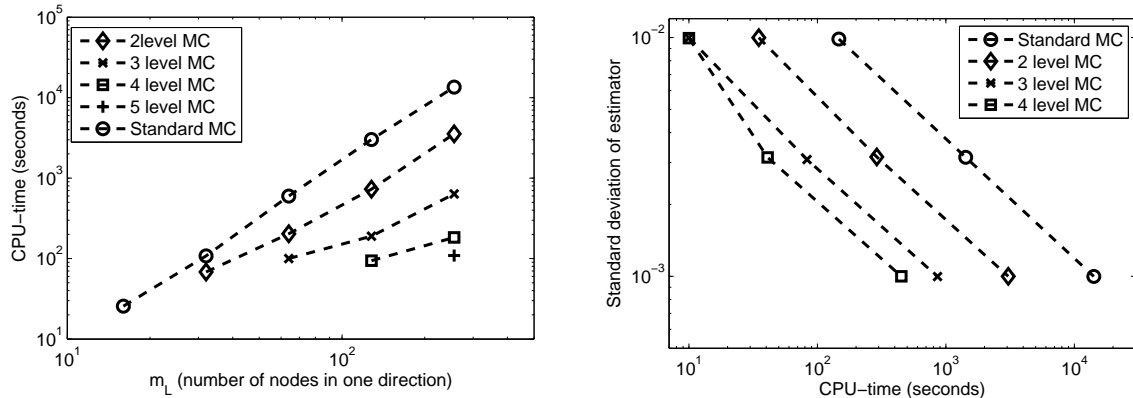 10^5
10^4
10^3
10^2
10^1
CPU−time (seconds)
2level MC
3 level MC
4 level MC
5 level MC
Standard MC
10^1
10^2
m_L (number of nodes in one direction)
10^−2
10^−3
Standard deviation of estimator
Standard MC
2 level MC
3 level MC
4 level MC
10^1
10^2
10^3
10^4
CPU−time (seconds)